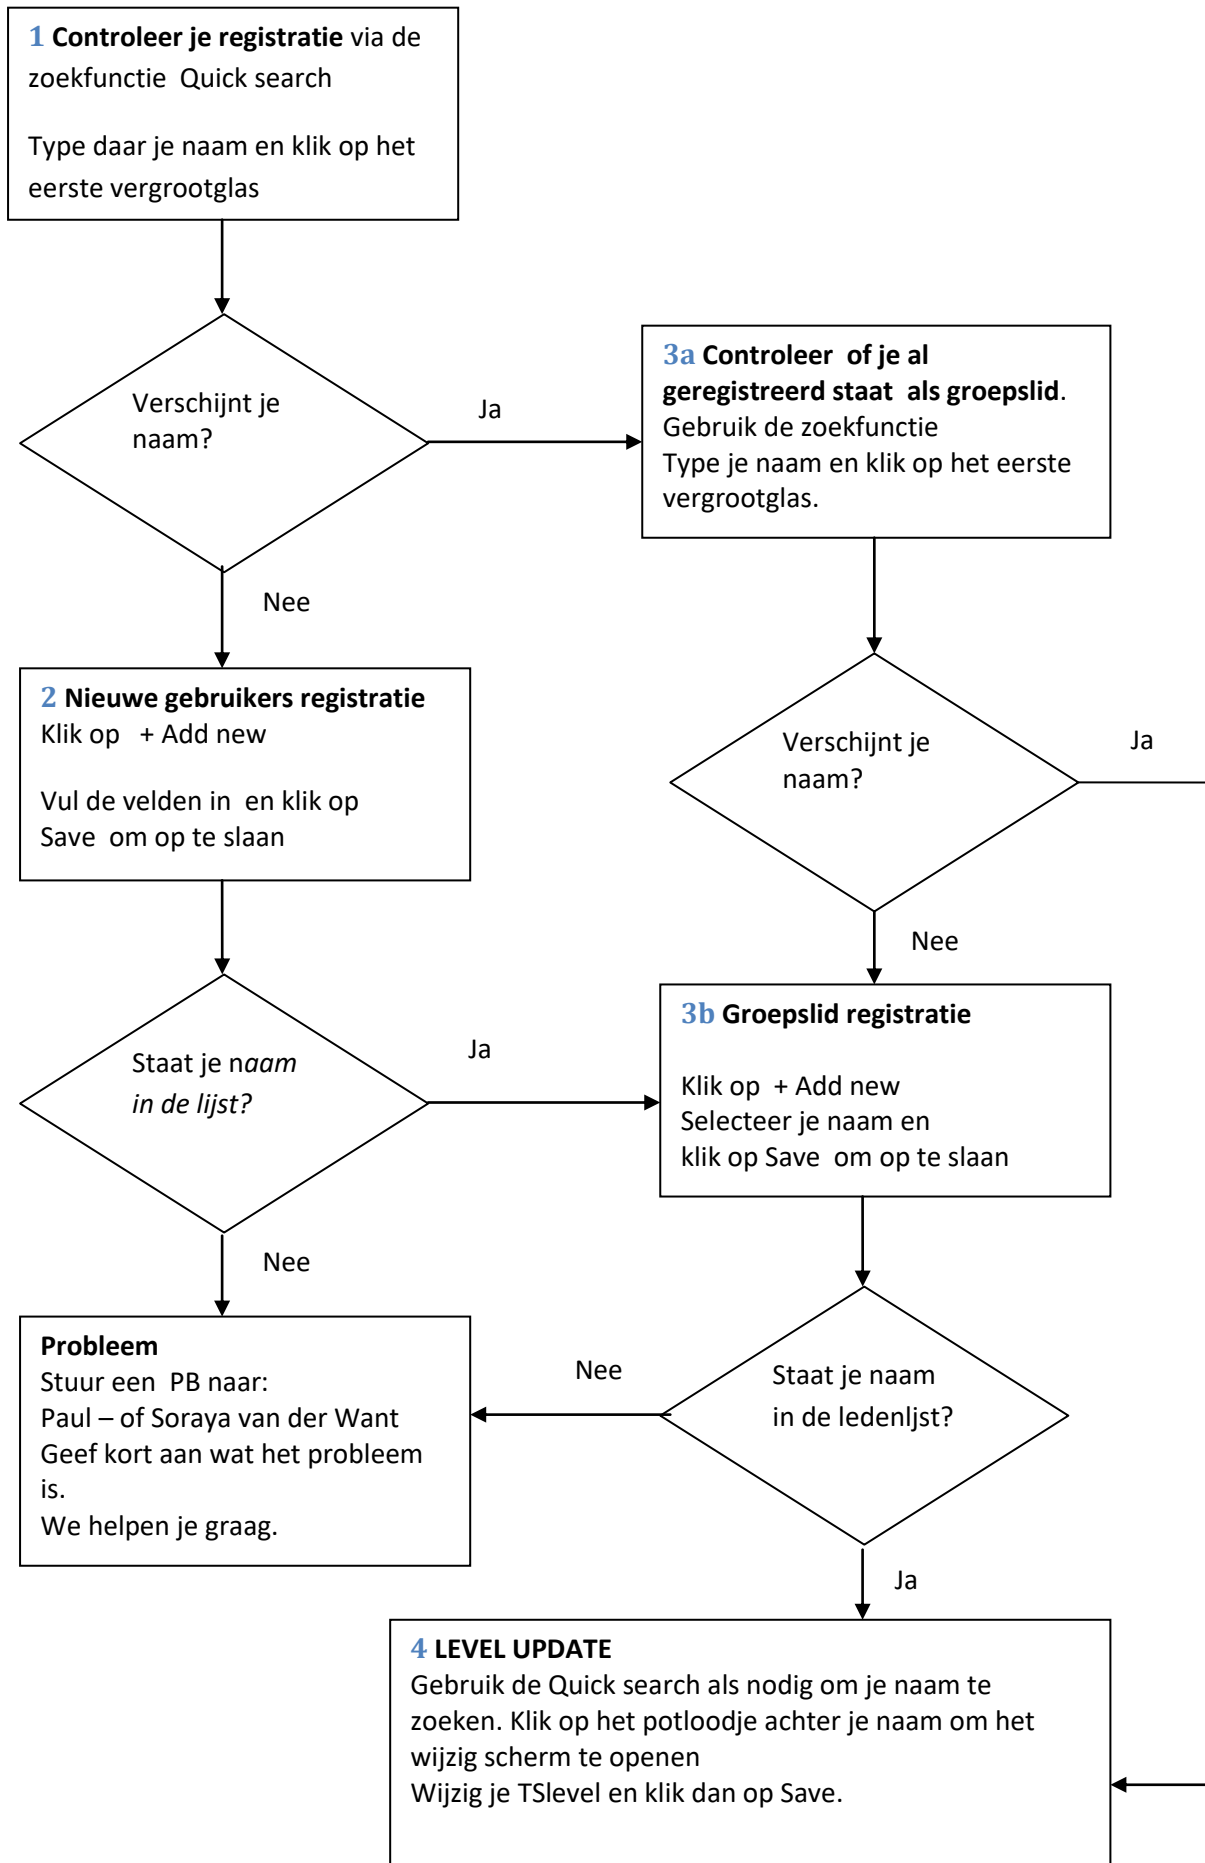 1 Controleer je registratie via de
zoekfunctie Quick search
Type daar je naam en klik op het
eerste vergrootglas
Verschijnt je
naam?
Ja
3a Controleer of je al
geregistreerd staat als groepslid.
Gebruik de zoekfunctie
Type je naam en klik op het eerste
vergrootglas.
Nee
2 Nieuwe gebruikers registratie
Klik op + Add new
Vul de velden in en klik op
Save om op te slaan
Verschijnt je
naam?
Ja
Nee
Staat je naam
in de lijst?
Ja
3b Groepslid registratie
Klik op + Add new
Selecteer je naam en
klik op Save om op te slaan
Nee
Probleem
Stuur een PB naar:
Paul – of Soraya van der Want
Geef kort aan wat het probleem
is.
We helpen je graag.
Nee
Staat je naam
in de ledenljst?
Ja
4 LEVEL UPDATE
Gebruik de Quick search als nodig om je naam te
zoeken. Klik op het potloodje achter je naam om het
wijzig scherm te openen
Wijzig je TSlevel en klik dan op Save.